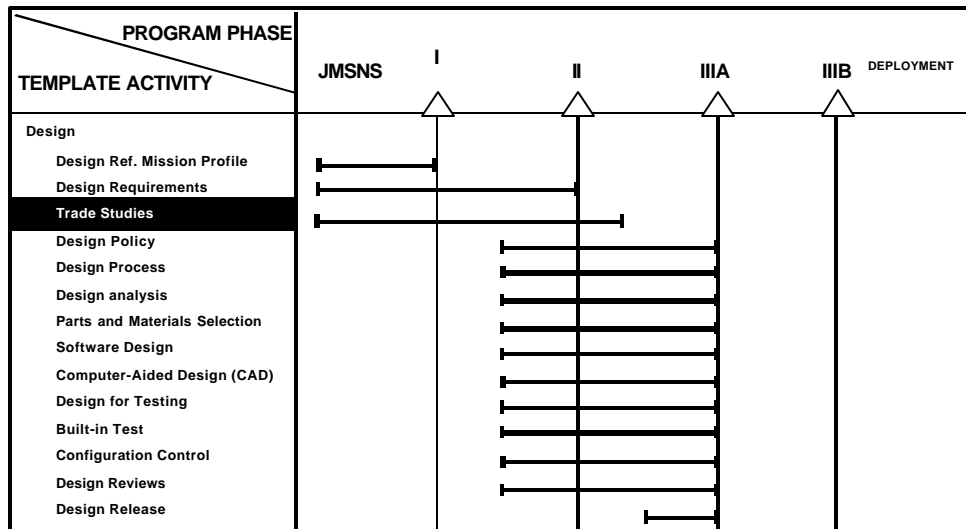 PROGRAM PHASE
TEMPLATE ACTIVITY
JMSNS
I
II
IIIA
IIIB
DEPLOYMENT
Design
Design Ref. Mission Profile
Design Requirements
Trade Studies
Design Policy
Design Process
Design analysis
Parts and Materials Selection
Software Design
Computer-Aided Design (CAD)
Design for Testing
Built-in Test
Configuration Control
Design Reviews
Design Release